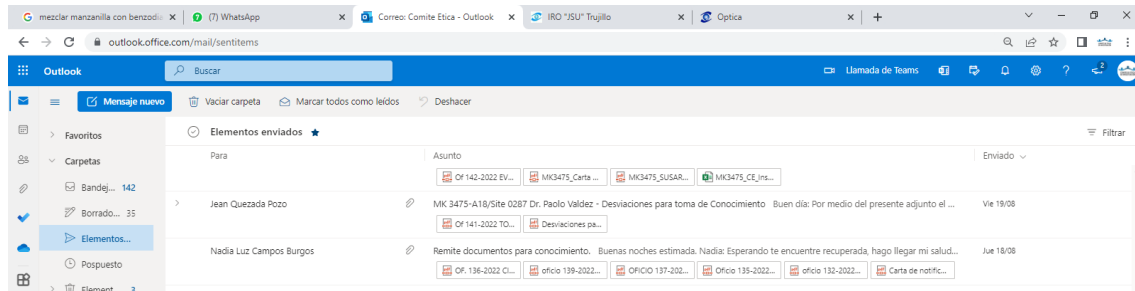 mezclar manzanilla con benzodi
(7) WhatsApp
Correo: Comite Etica - Outlook
IRO "JSU" Trujillo
Optica
outlook.office.com/mail/sentitems
Outlook
Buscar
Llamada de Teams
2
Mensaje nuevo
Vaciar carpeta
Marcar todos como leídos
Deshacer
Favoritos
Elementos enviados
Filtrar
Carpetas
Para
Asunto
Enviado
Of 142-2022 EV...
MK3475_Carta ...
MK3475_SUSAR...
MK3475_CE_Ins...
Bandej... 142
Jean Quezada Pozo
MK 3475-A18/Site 0287 Dr. Paolo Valdez - Desviaciones para toma de Conocimiento Buen día: Por medio del presente adjunto el ...
Vie 19/08
Borrado... 35
Of 141-2022 TO...
Desviaciones pa...
Elementos...
Nadia Luz Campos Burgos
Remite documentos para conocimiento. Buenas noches estimada. Nadia: Esperando te encuentre recuperada, hago llegar mi salud...
Jue 18/08
Pospuesto
OF. 136-2022 CI...
oficio 139-2022...
OFICIO 137-202...
Oficio 135-2022...
oficio 132-2022...
Carta de notific...
Element... 3